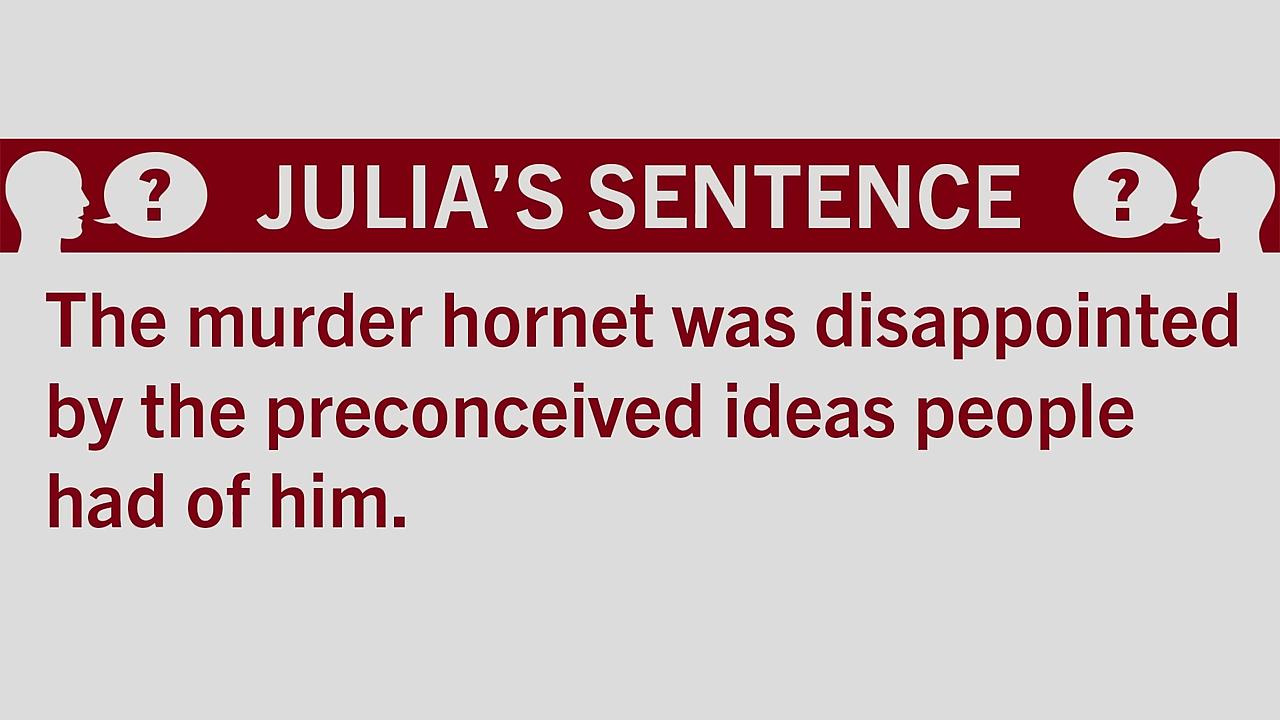 ? JULIA’S SENTENCE ?
The murder hornet was disappointed
by the preconceived ideas people
had of him.